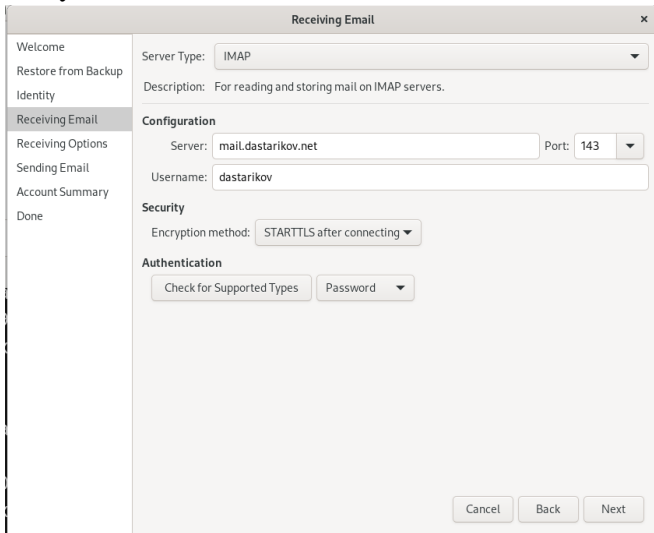 Receiving Email
×
Welcome
Restore from Backup
Identity
Receiving Email
Receiving Options
Sending Email
Account Summary
Done
Server Type: IMAP
Description: For reading and storing mail on IMAP servers.
Configuration
Server: mail.dastarikov.net Port: 143
Username: dastarikov
Security
Encryption method: STARTTLS after connecting
Authentication
Check for Supported Types Password
Cancel Back Next